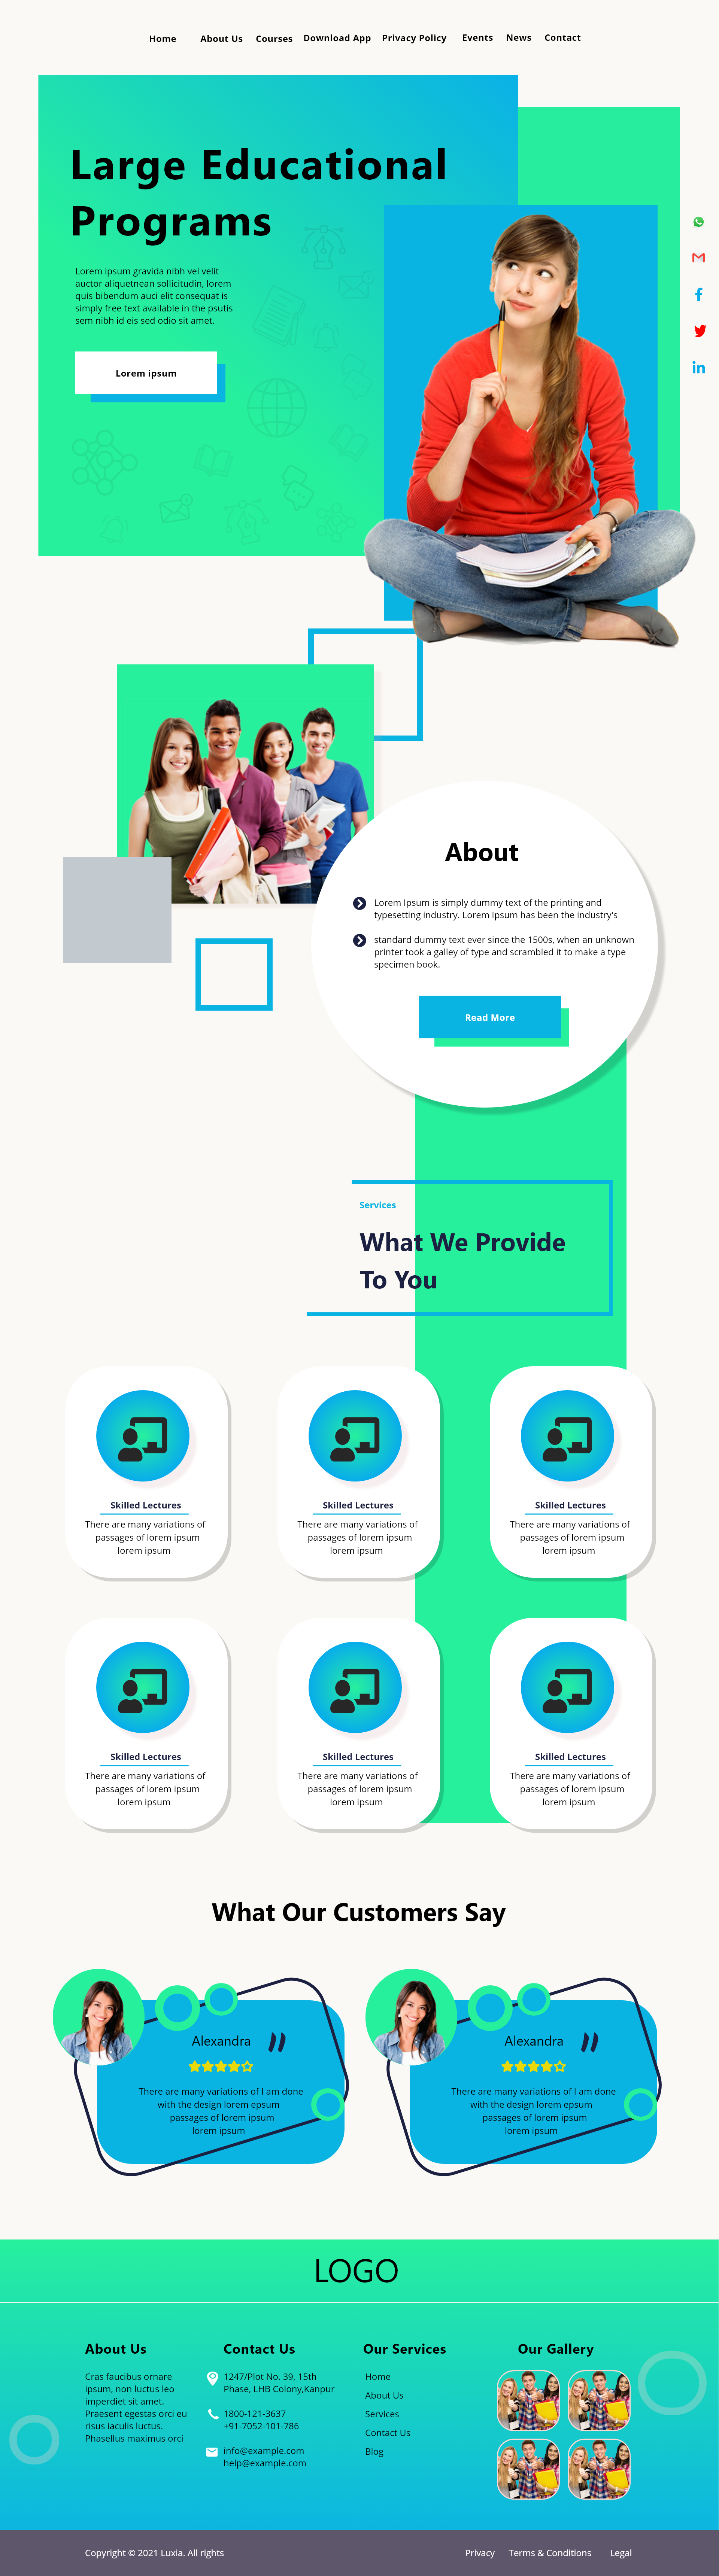 Home About Us Courses Download App Privacy Policy Events News Contact
Large Educational
Programs
Lorem ipsum gravida nibh vel velit
auctor aliquetnean sollicitudin, lorem
quis bibendum auci elit consequat is
simply free text available in the psutis
sem nibh id eis sed odio sit amet.
Lorem ipsum
About
Lorem Ipsum is simply dummy text of the printing and
typesetting industry. Lorem Ipsum has been the industry's
standard dummy text ever since the 1500s, when an unknown
printer took a galley of type and scrambled it to make a type
specimen book.
Read More
Services
What We Provide
To You
Skilled Lectures
There are many variations of
passages of lorem ipsum
lorem ipsum
Skilled Lectures
There are many variations of
passages of lorem ipsum
lorem ipsum
Skilled Lectures
There are many variations of
passages of lorem ipsum
lorem ipsum
Skilled Lectures
There are many variations of
passages of lorem ipsum
lorem ipsum
Skilled Lectures
There are many variations of
passages of lorem ipsum
lorem ipsum
Skilled Lectures
There are many variations of
passages of lorem ipsum
lorem ipsum
What Our Customers Say
Alexandra
There are many variations of I am done
with the design lorem epsum
passages of lorem ipsum
lorem ipsum
Alexandra
There are many variations of I am done
with the design lorem epsum
passages of lorem ipsum
lorem ipsum
LOGO
About Us
Cras faucibus ornare
ipsum, non luctus leo
imperdiet sit amet.
Praesent egestas orci eu
risus iaculis luctus.
Phasellus maximus orci
Contact Us
1247/Plot No. 39, 15th
Phase, LHB Colony,Kanpur
1800-121-3637
+91-7052-101-786
info@example.com
help@example.com
Our Services
Home
About Us
Services
Contact Us
Blog
Our Gallery
Copyright © 2021 Luxia. All rights
Privacy Terms & Conditions Legal